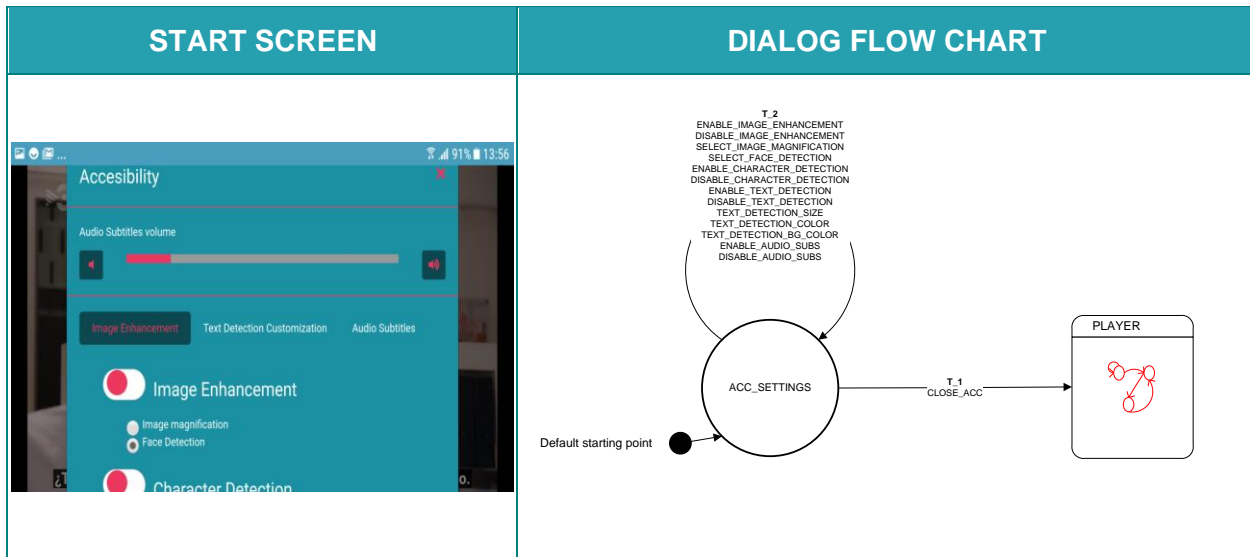 START SCREEN
DIALOG FLOW CHART
... 91% 13:56
Accesibility
Audio Subtitles volume
Image Enhancement Text Detection Customization Audio Subtitles
Image Enhancement
Image magnification
Face Detection
Character Detection
o.
T_2
ENABLE_IMAGE_ENHANCEMENT
DISABLE_IMAGE_ENHANCEMENT
SELECT_IMAGE_MAGNIFICATION
SELECT_FACE_DETECTION
ENABLE_CHARACTER_DETECTION
DISABLE_CHARACTER_DETECTION
ENABLE_TEXT_DETECTION
DISABLE_TEXT_DETECTION
TEXT_DETECTION_SIZE
TEXT_DETECTION_COLOR
TEXT_DETECTION_BG_COLOR
ENABLE_AUDIO_SUBS
DISABLE_AUDIO_SUBS
ACC_SETTINGS
T_1
CLOSE_ACC
PLAYER
Default starting point